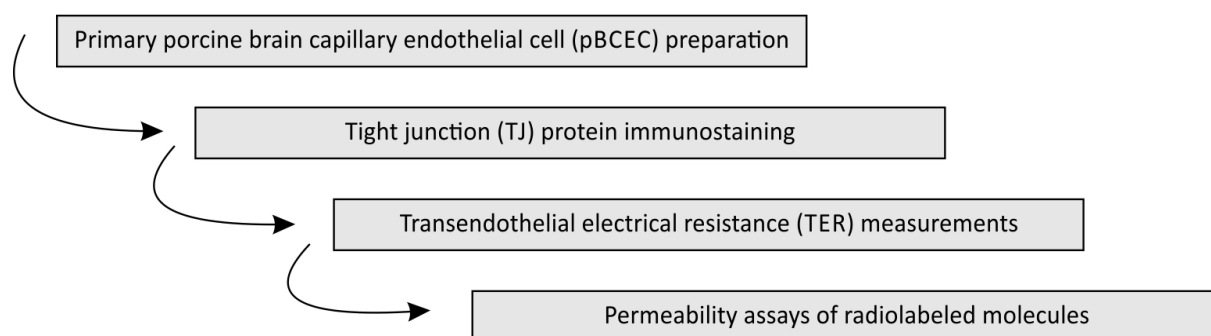 Primary porcine brain capillary endothelial cell (pBCEC) preparation
Tight junction (TJ) protein immunostaining
Transendothelial electrical resistance (TER) measurements
Permeability assays of radiolabeled molecules